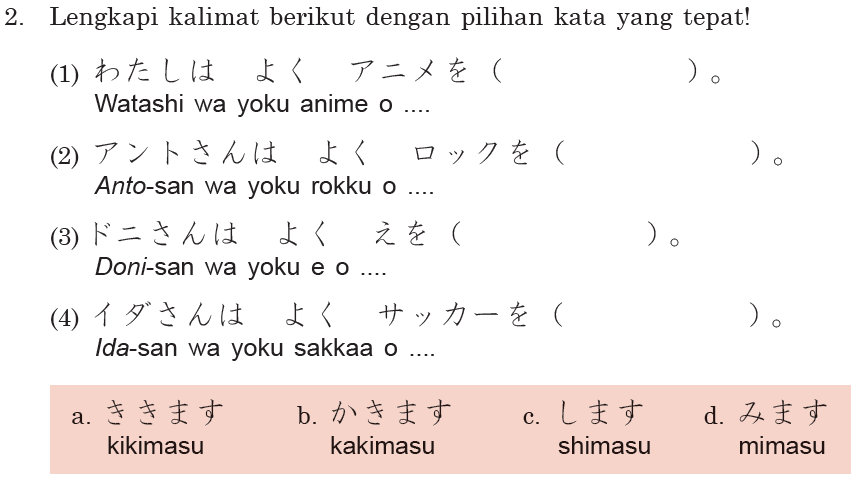 2. Lengkapi kalimat berikut dengan pilihan kata yang tepat!
(1) わたしは　よく　アニメを（　　　　　　）。
Watashi wa yoku anime o ....
(2) アントさんは　よく　ロックを（　　　　　　）。
Anto-san wa yoku rokku o ....
(3) ドニさんは　よく　えを（　　　　　　）。
Doni-san wa yoku e o ....
(4) イダさんは　よく　サッカーを（　　　　　　）。
Ida-san wa yoku sakkaa o ....
a. ききます b. かきます c. します d. みます
kikimasu kakimasu shimasu mimasu